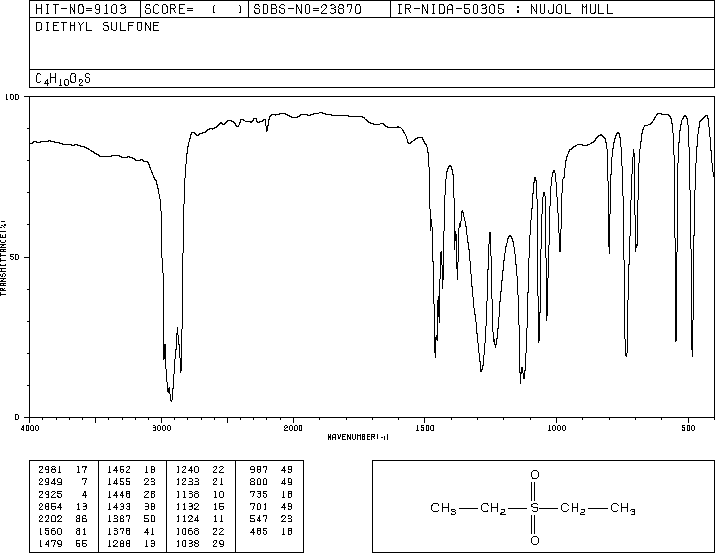 HIT-NO=9103 SCORE= ( ) SDBS-NO=23870 IR-NIDA-50305 : NUJOL MULL
DIETHYL SULFONE
C4H10O2S
100
50
0
TRANSMITTANCE(%)
4000 3000 2000 1500 1000 500
WAVENUMBER(-1)
2981 17 1462 18 1240 22 987 49
2949 7 1455 23 1233 21 800 49
2925 4 1448 26 1138 10 735 18
2854 13 1433 38 1132 15 701 49
2202 86 1387 50 1124 11 547 23
1560 81 1378 41 1068 22 485 18
1479 55 1288 13 1038 29
O
CH3 CH2 S CH2 CH3
O